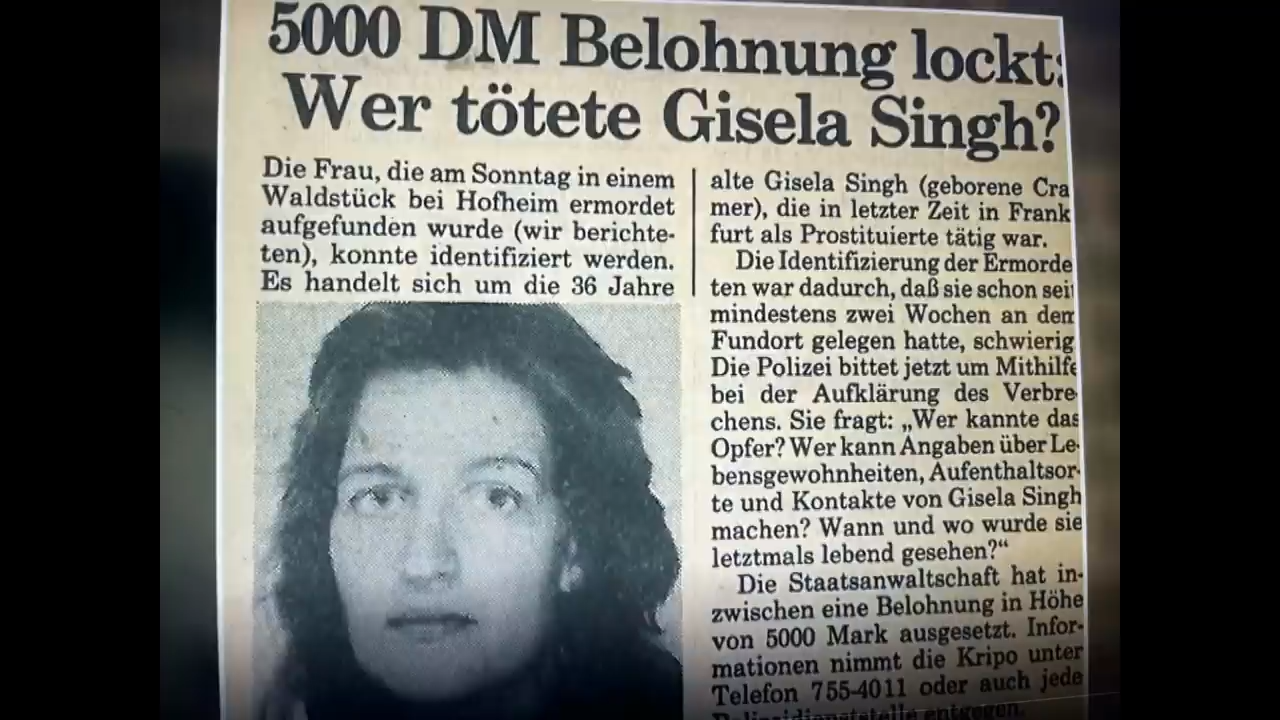 5000 DM Belohnung lockt:
Wer tötete Gisela Singh?
Die Frau, die am Sonntag in einem
Waldstück bei Hofheim ermordet
aufgefunden wurde (wir berichte-
ten), konnte identifiziert werden.
Es handelt sich um die 36 Jahre
alte Gisela Singh (geborene Cra
mer), die in letzter Zeit in Frank
furt als Prostituierte tätig war.
Die Identifizierung der Ermorde
ten war dadurch, daß sie schon seit
mindestens zwei Wochen an dem
Fundort gelegen hatte, schwierig
Die Polizei bittet jetzt um Mithilfe
bei der Aufklärung des Verbre-
chens. Sie fragt: „Wer kannte das
Opfer? Wer kann Angaben über Le-
bensgewohnheiten, Aufenthaltsor-
te und Kontakte von Gisela Singh
machen? Wann und wo wurde sie
letztmals lebend gesehen?“
Die Staatsanwaltschaft hat in-
zwischen eine Belohnung in Höhe
von 5000 Mark ausgesetzt. Infor-
mationen nimmt die Kripo unter
Telefon 755-4011 oder auch jede
Polizeidienststelle entgegen.